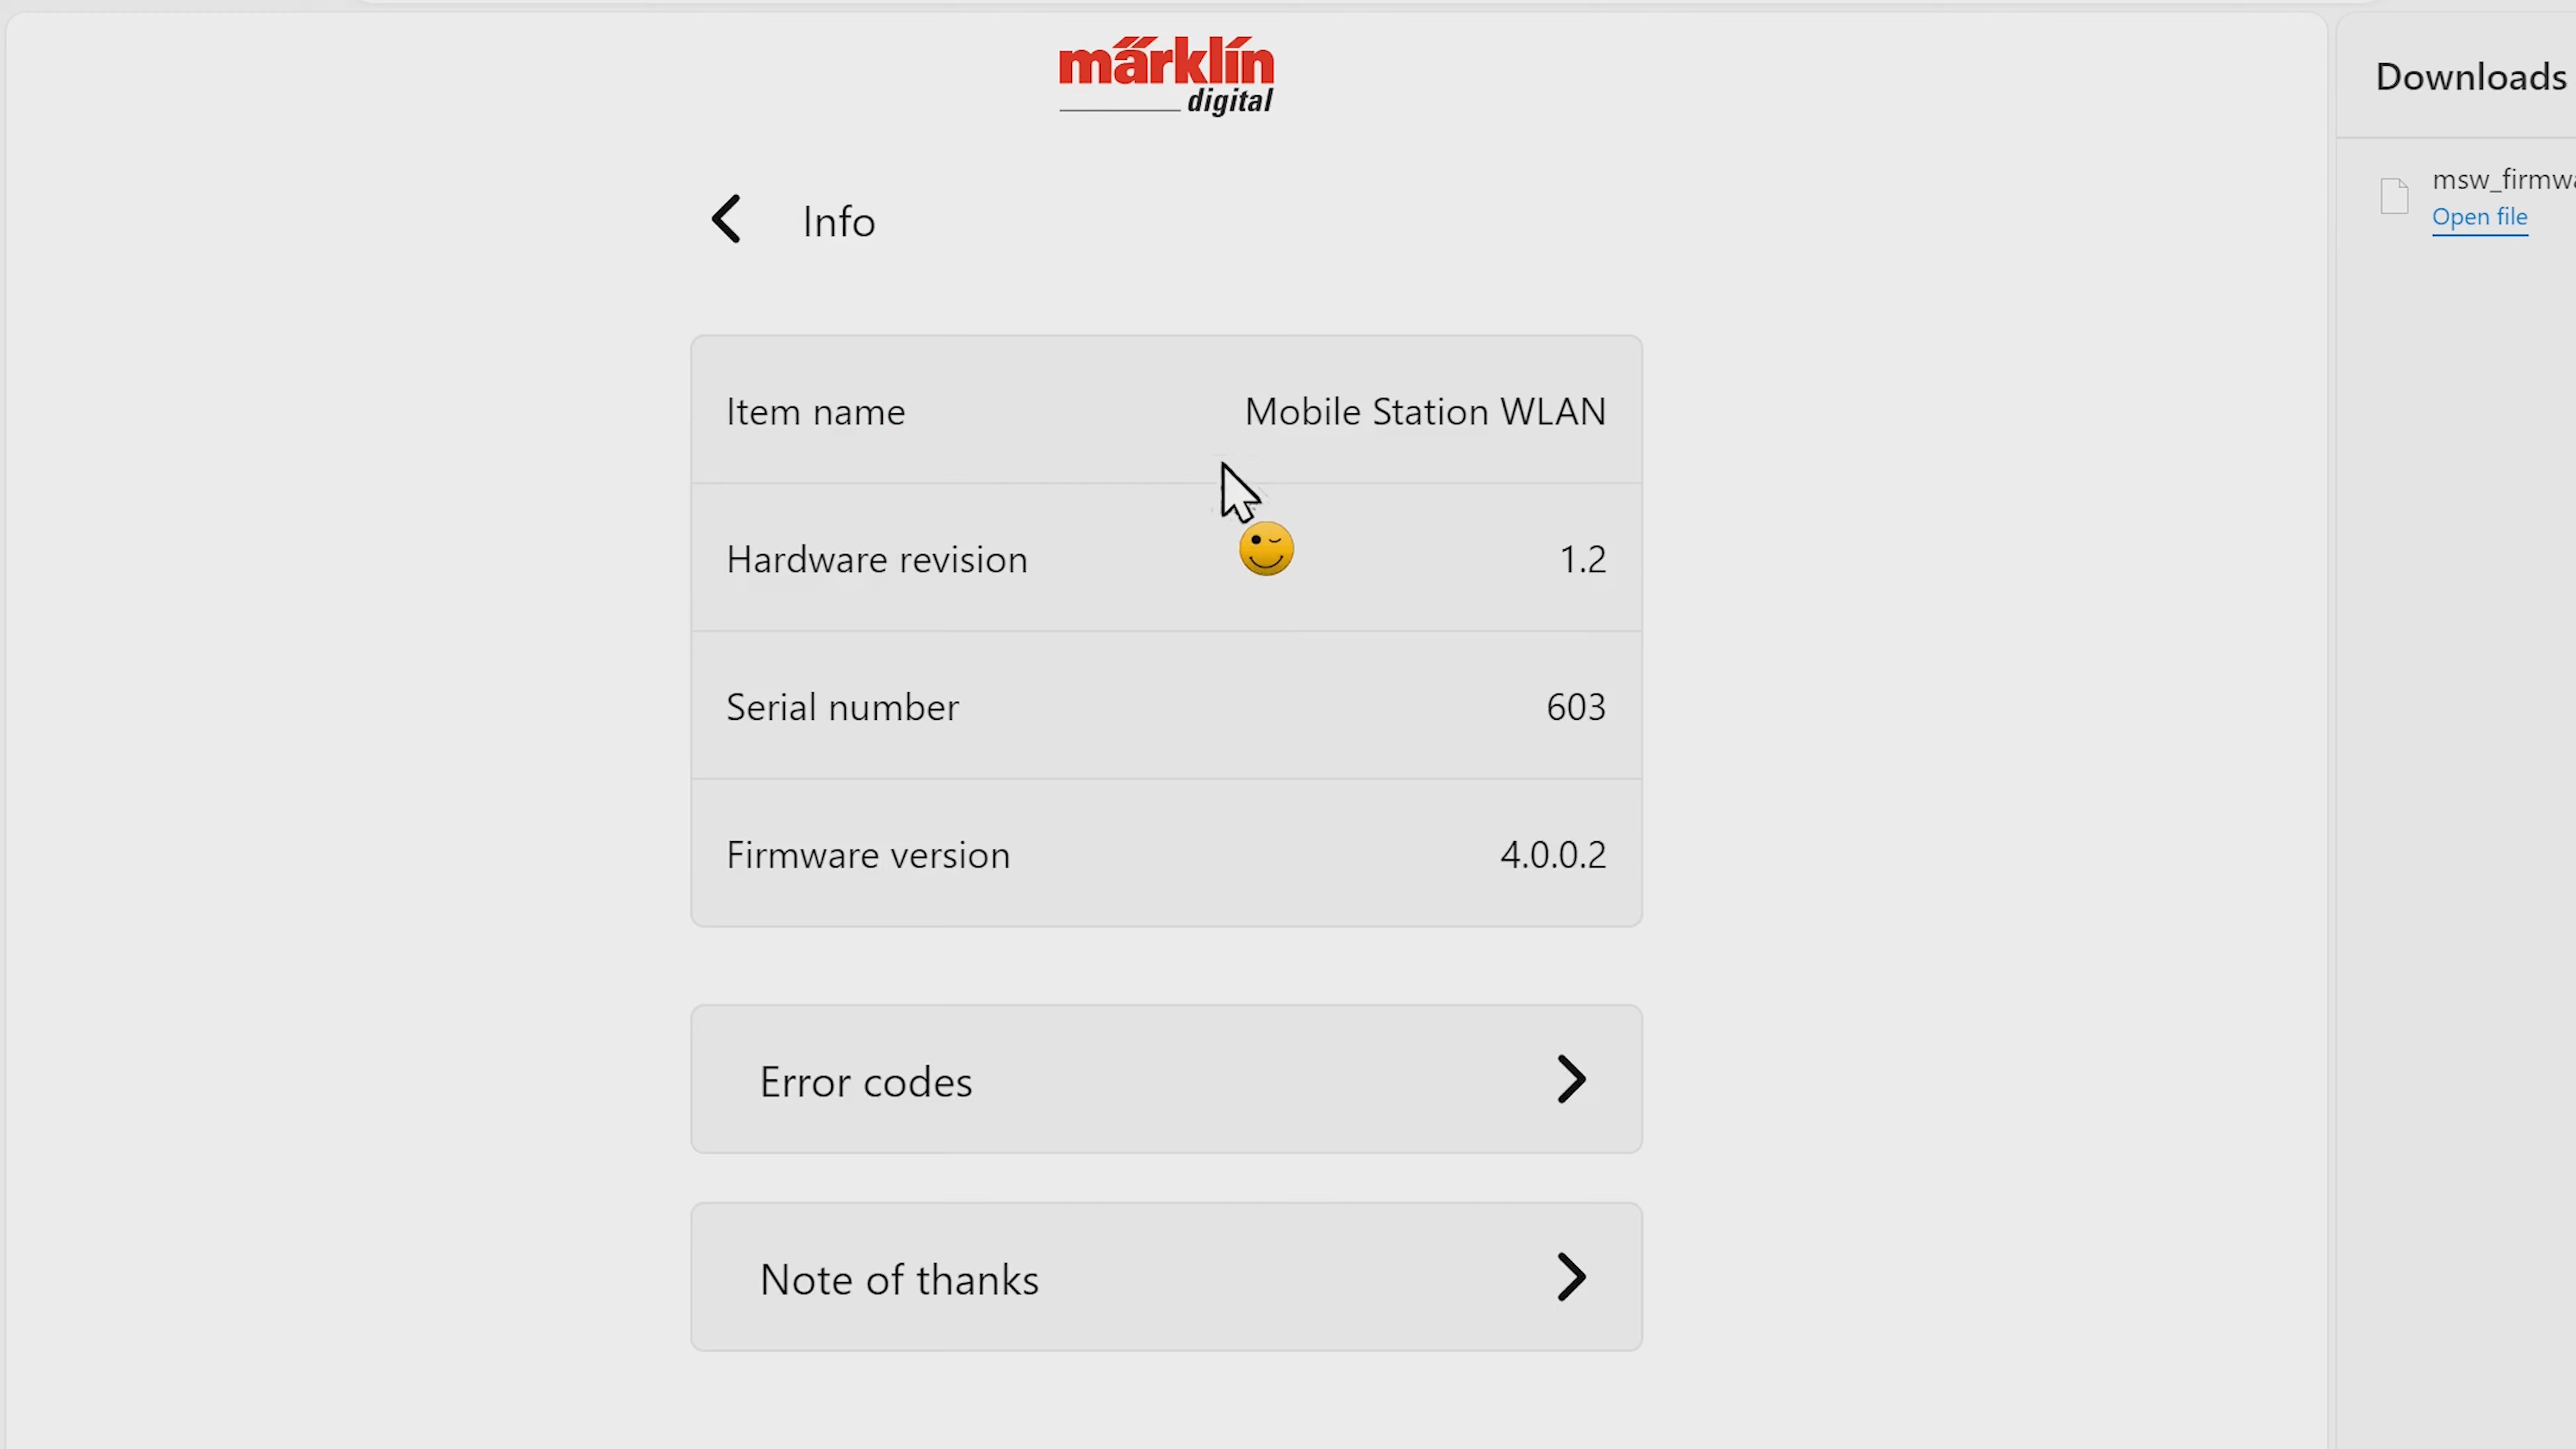 märklin
digital
Downloads
Info
msw_firmwa
Open file
Item name Mobile Station WLAN
Hardware revision 1.2
Serial number 603
Firmware version 4.0.0.2
Error codes
Note of thanks